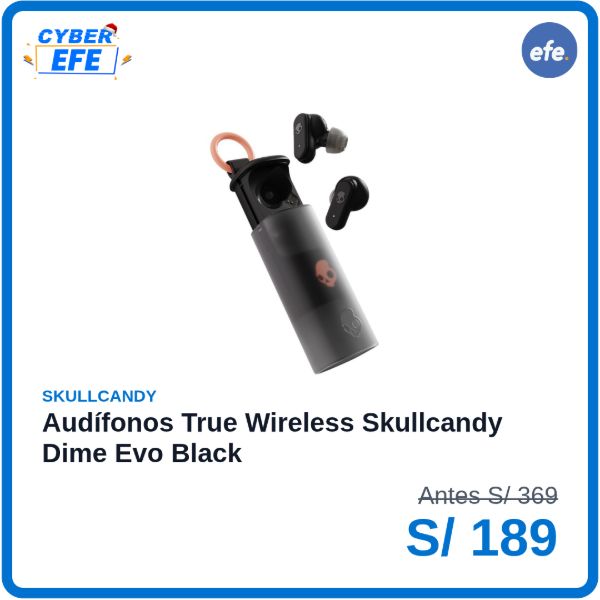 CYBER
EFE
efe.
SKULLCANDY
Audífonos True Wireless Skullcandy
Dime Evo Black
Antes S/ 369
S/ 189